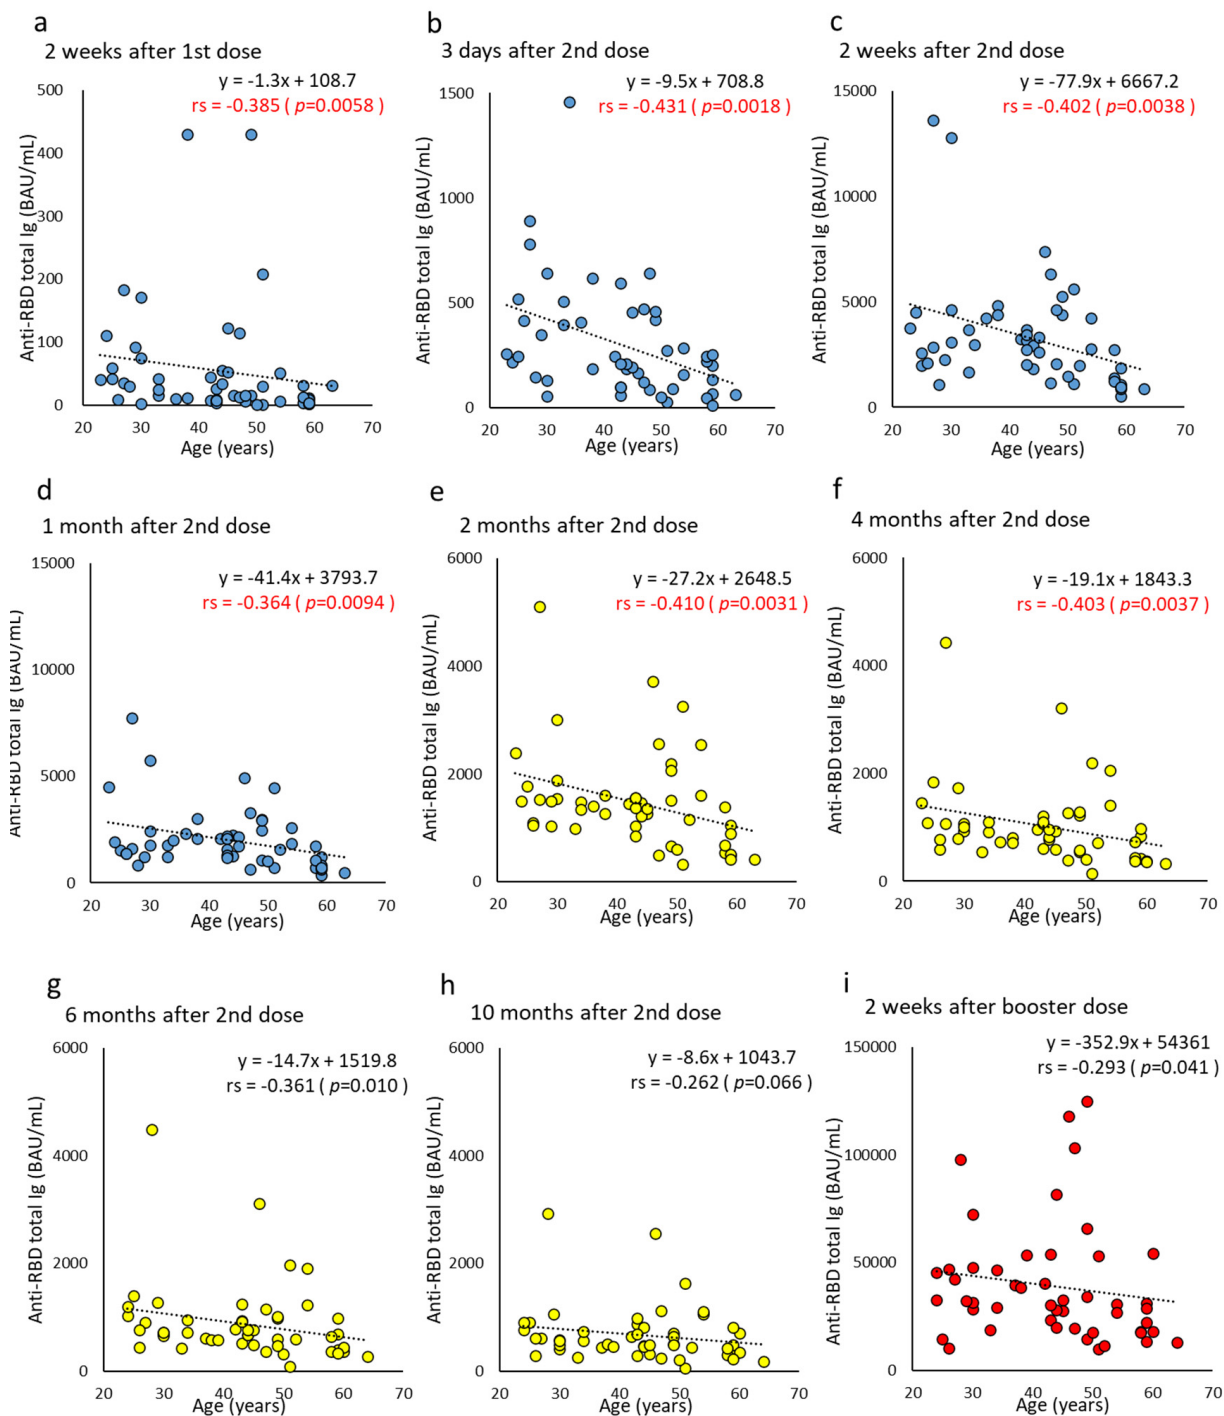 a
2 weeks after 1st dose
y = -1.3x + 108.7
rs = -0.385 ( p=0.0058 )
Anti-RBD total Ig (BAU/mL)
500
400
300
200
100
0
20 30 40 50 60 70
Age (years)
b
3 days after 2nd dose
y = -9.5x + 708.8
rs = -0.431 ( p=0.0018 )
Anti-RBD total Ig (BAU/mL)
1500
1000
500
0
20 30 40 50 60 70
Age (years)
c
2 weeks after 2nd dose
y = -77.9x + 6667.2
rs = -0.402 ( p=0.0038 )
Anti-RBD total Ig (BAU/mL)
15000
10000
5000
0
20 30 40 50 60 70
Age (years)
d
1 month after 2nd dose
y = -41.4x + 3793.7
rs = -0.364 ( p=0.0094 )
Anti-RBD total Ig (BAU/mL)
15000
10000
5000
0
20 30 40 50 60 70
Age (years)
e
2 months after 2nd dose
y = -27.2x + 2648.5
rs = -0.410 ( p=0.0031 )
Anti-RBD total Ig (BAU/mL)
6000
4000
2000
0
20 30 40 50 60 70
Age (years)
f
4 months after 2nd dose
y = -19.1x + 1843.3
rs = -0.403 ( p=0.0037 )
Anti-RBD total Ig (BAU/mL)
6000
4000
2000
0
20 30 40 50 60 70
Age (years)
g
6 months after 2nd dose
y = -14.7x + 1519.8
rs = -0.361 ( p=0.010 )
Anti-RBD total Ig (BAU/mL)
6000
4000
2000
0
20 30 40 50 60 70
Age (years)
h
10 months after 2nd dose
y = -8.6x + 1043.7
rs = -0.262 ( p=0.066 )
Anti-RBD total Ig (BAU/mL)
6000
4000
2000
0
20 30 40 50 60 70
Age (years)
i
2 weeks after booster dose
y = -352.9x + 54361
rs = -0.293 ( p=0.041 )
Anti-RBD total Ig (BAU/mL)
150000
100000
50000
0
20 30 40 50 60 70
Age (years)